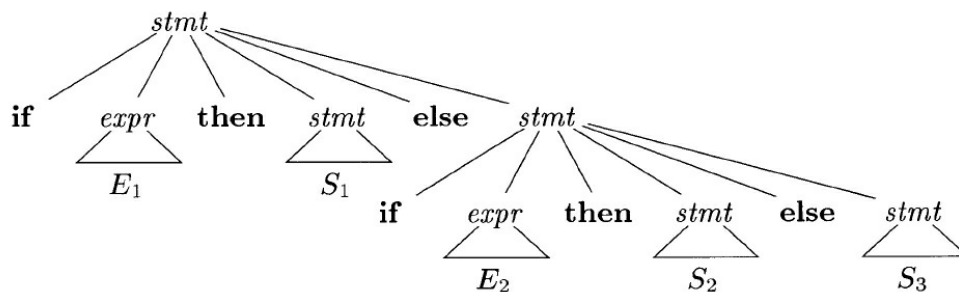 stmt
if expr then stmt else stmt
E₁ S₁
if expr then stmt else stmt
E₂ S₂ S₃